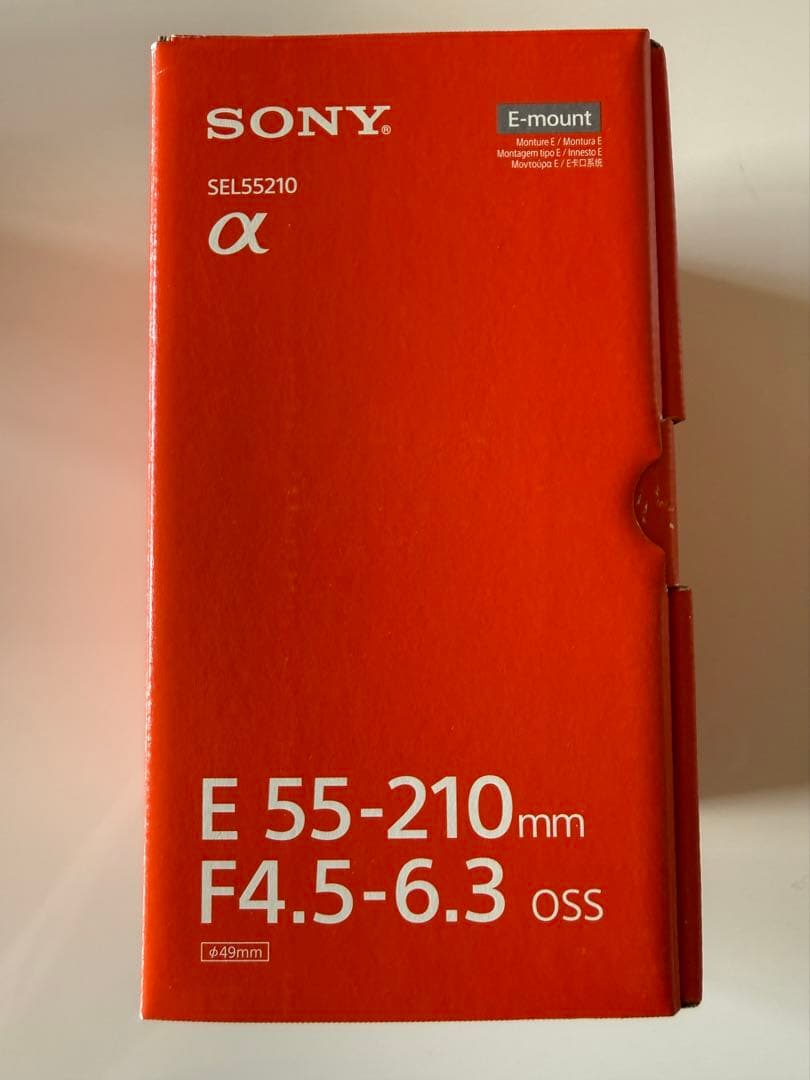 SONY®
E-mount
Monture E / Montura E
Montagem tipo E / Innesto E
Μοντούρα E / E卡口系统
SEL55210
α
E 55-210mm
F4.5-6.3 OSS
ϕ49mm